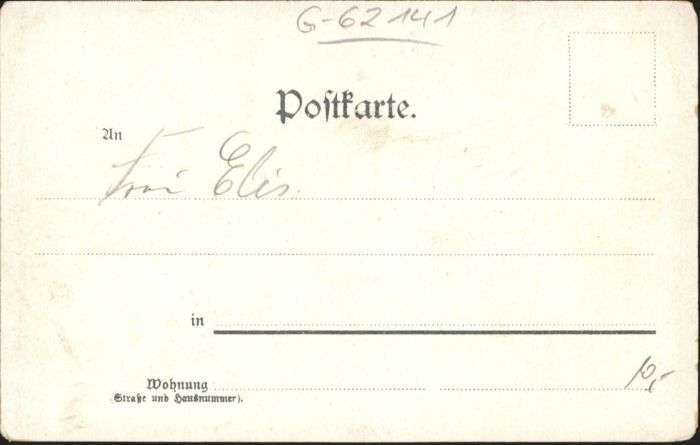 G-62141
Poſtkarte.
An
Frau Elis.
in
Wohnung
(Straße und Hausnummer).
10,-